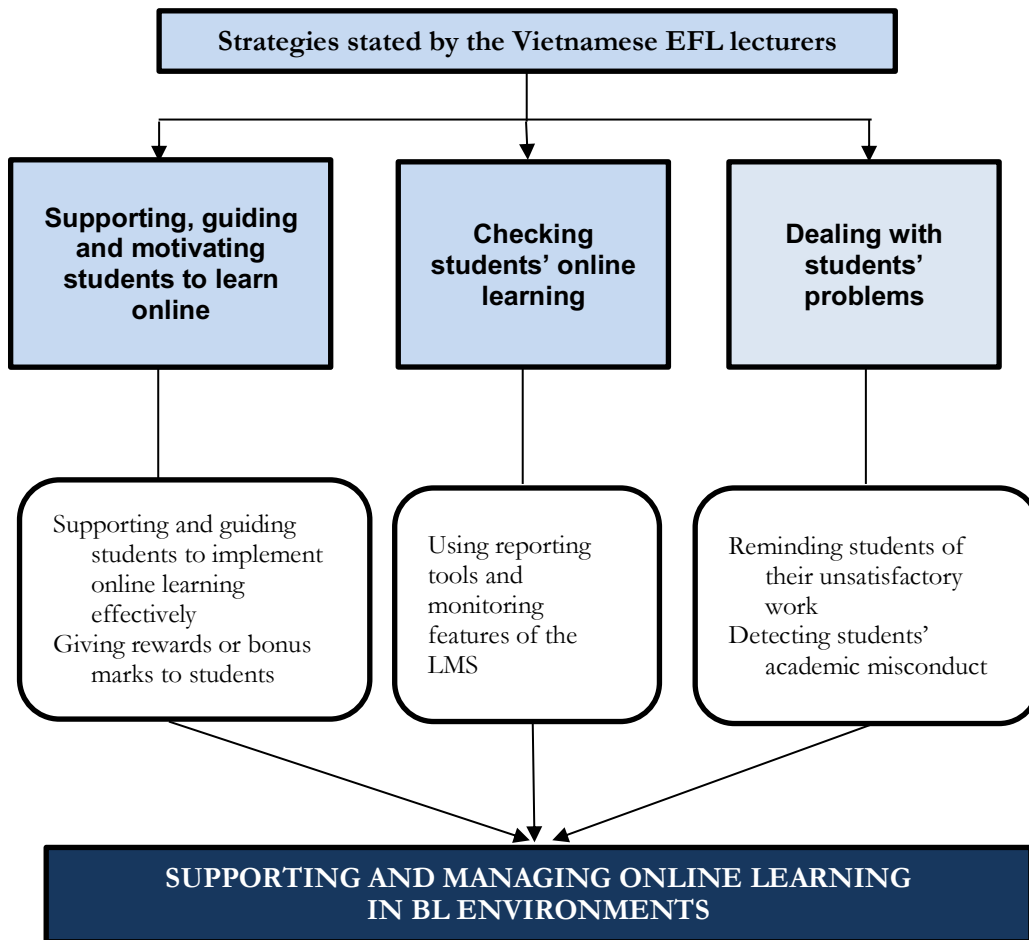 Strategies stated by the Vietnamese EFL lecturers
Supporting, guiding
and motivating
students to learn
online
Checking
students’ online
learning
Dealing with
students’
problems
Supporting and guiding
students to implement
online learning
effectively
Giving rewards or bonus
marks to students
Using reporting
tools and
monitoring
features of the
LMS
Reminding students of
their unsatisfactory
work
Detecting students’
academic misconduct
SUPPORTING AND MANAGING ONLINE LEARNING
IN BL ENVIRONMENTS